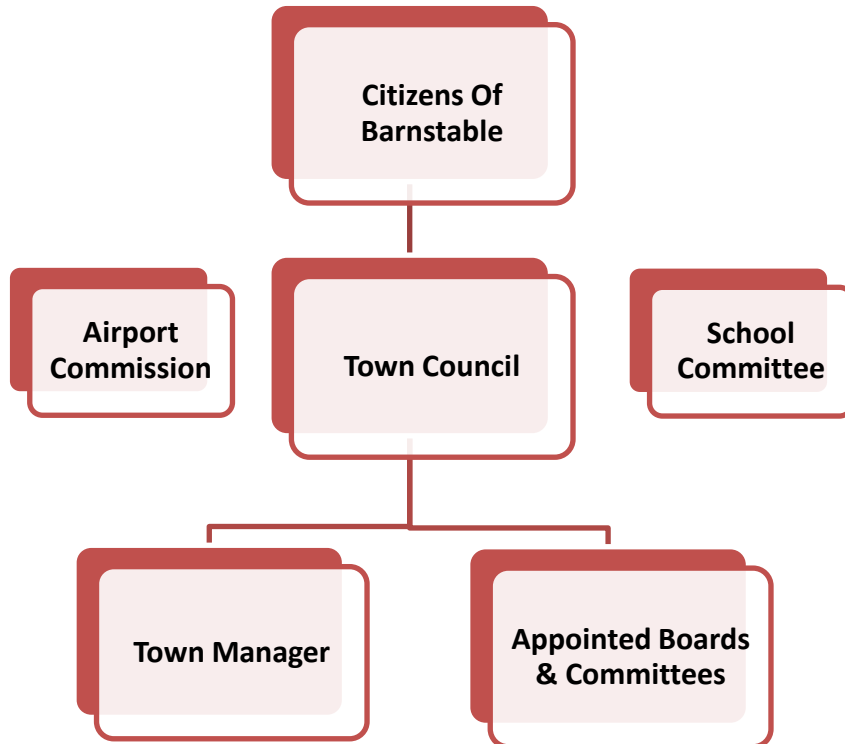 Citizens Of
Barnstable
Airport
Commission
Town Council
School
Committee
Town Manager
Appointed Boards
& Committees